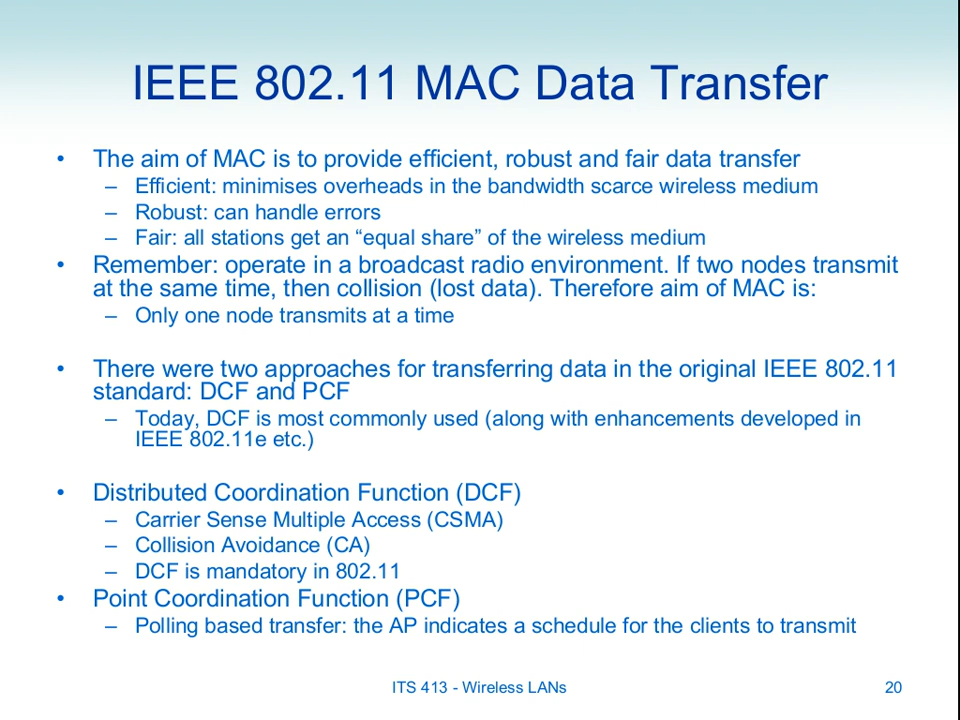 IEEE 802.11 MAC Data Transfer
• The aim of MAC is to provide efficient, robust and fair data transfer
– Efficient: minimises overheads in the bandwidth scarce wireless medium
– Robust: can handle errors
– Fair: all stations get an “equal share” of the wireless medium
• Remember: operate in a broadcast radio environment. If two nodes transmit
at the same time, then collision (lost data). Therefore aim of MAC is:
– Only one node transmits at a time
• There were two approaches for transferring data in the original IEEE 802.11
standard: DCF and PCF
– Today, DCF is most commonly used (along with enhancements developed in
IEEE 802.11e etc.)
• Distributed Coordination Function (DCF)
– Carrier Sense Multiple Access (CSMA)
– Collision Avoidance (CA)
– DCF is mandatory in 802.11
• Point Coordination Function (PCF)
– Polling based transfer: the AP indicates a schedule for the clients to transmit
ITS 413 - Wireless LANs
20